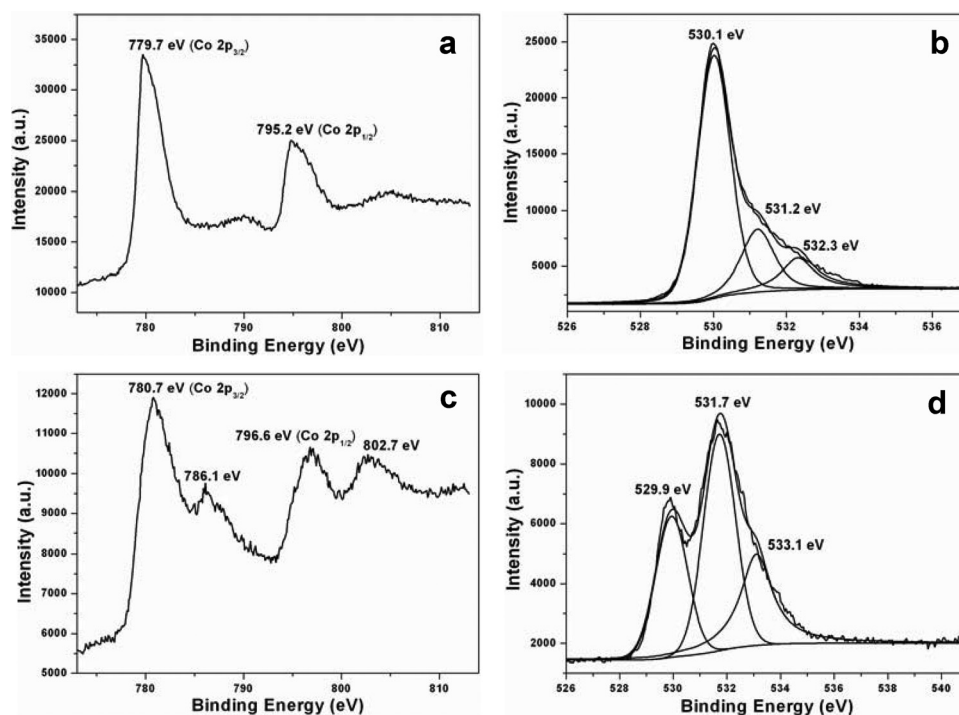 a
779.7 eV (Co 2p3/2)
795.2 eV (Co 2p1/2)
35000
30000
25000
20000
15000
10000
Intensity (a.u.)
780 790 800 810
Binding Energy (eV)
b
530.1 eV
531.2 eV
532.3 eV
25000
20000
15000
10000
5000
Intensity (a.u.)
526 528 530 532 534 536
Binding Energy (eV)
c
780.7 eV (Co 2p3/2)
786.1 eV
796.6 eV (Co 2p1/2)
802.7 eV
12000
11000
10000
9000
8000
7000
6000
5000
Intensity (a.u.)
780 790 800 810
Binding Energy (eV)
d
531.7 eV
529.9 eV
533.1 eV
10000
8000
6000
4000
2000
Intensity (a.u.)
526 528 530 532 534 536 538 540
Binding Energy (eV)